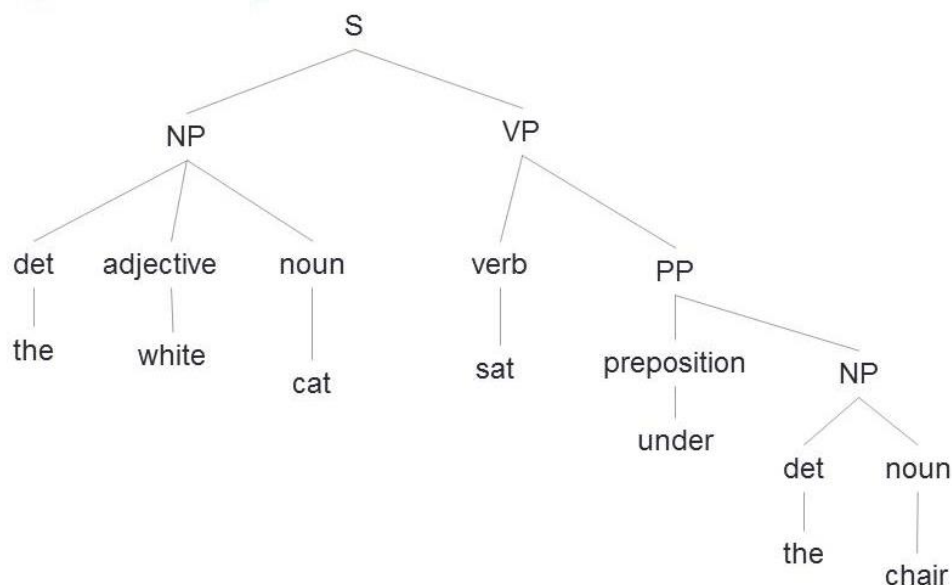 S
NP VP
det adjective noun verb PP
the white cat sat preposition NP
under det noun
the chair